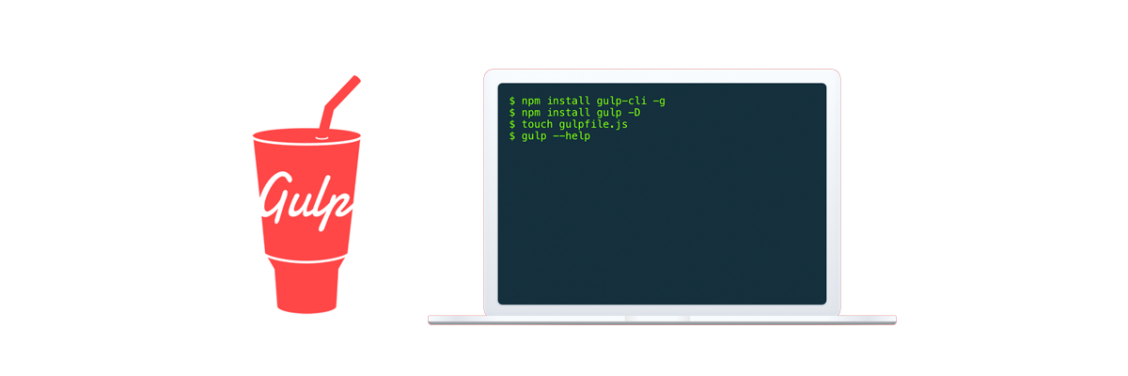 Gulp
$ npm install gulp-cli -g
$ npm install gulp -D
$ touch gulpfile.js
$ gulp --help